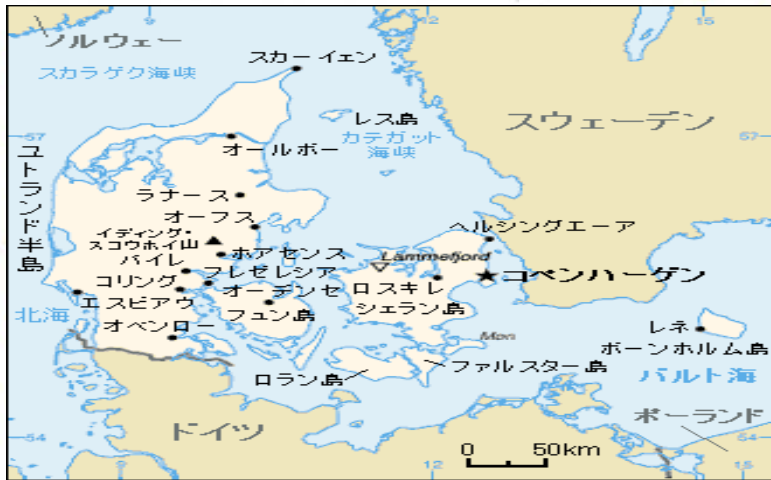 ノルウェー
9
12
15
スカーイェン
スカラゲク海峡
レス島
スウェーデン
カテガット
海峡
57
57
オールボー
ユトランド半島
ラナース
オーフス
イディング・
スコウホイ山
ホアセンス
バイレ
ヘルシングエーア
Lammefjord
フレゼレシア
コペンハーゲン
コリング
オーデンセ
ロスキレ
エスビアウ
フュン島
シェラン島
北海
オベンロー
Møn
レネ
ボーンホルム島
ロラン島
ファルスター島
バルト海
ドイツ
ポーランド
54
54
0 50km
9
12
15